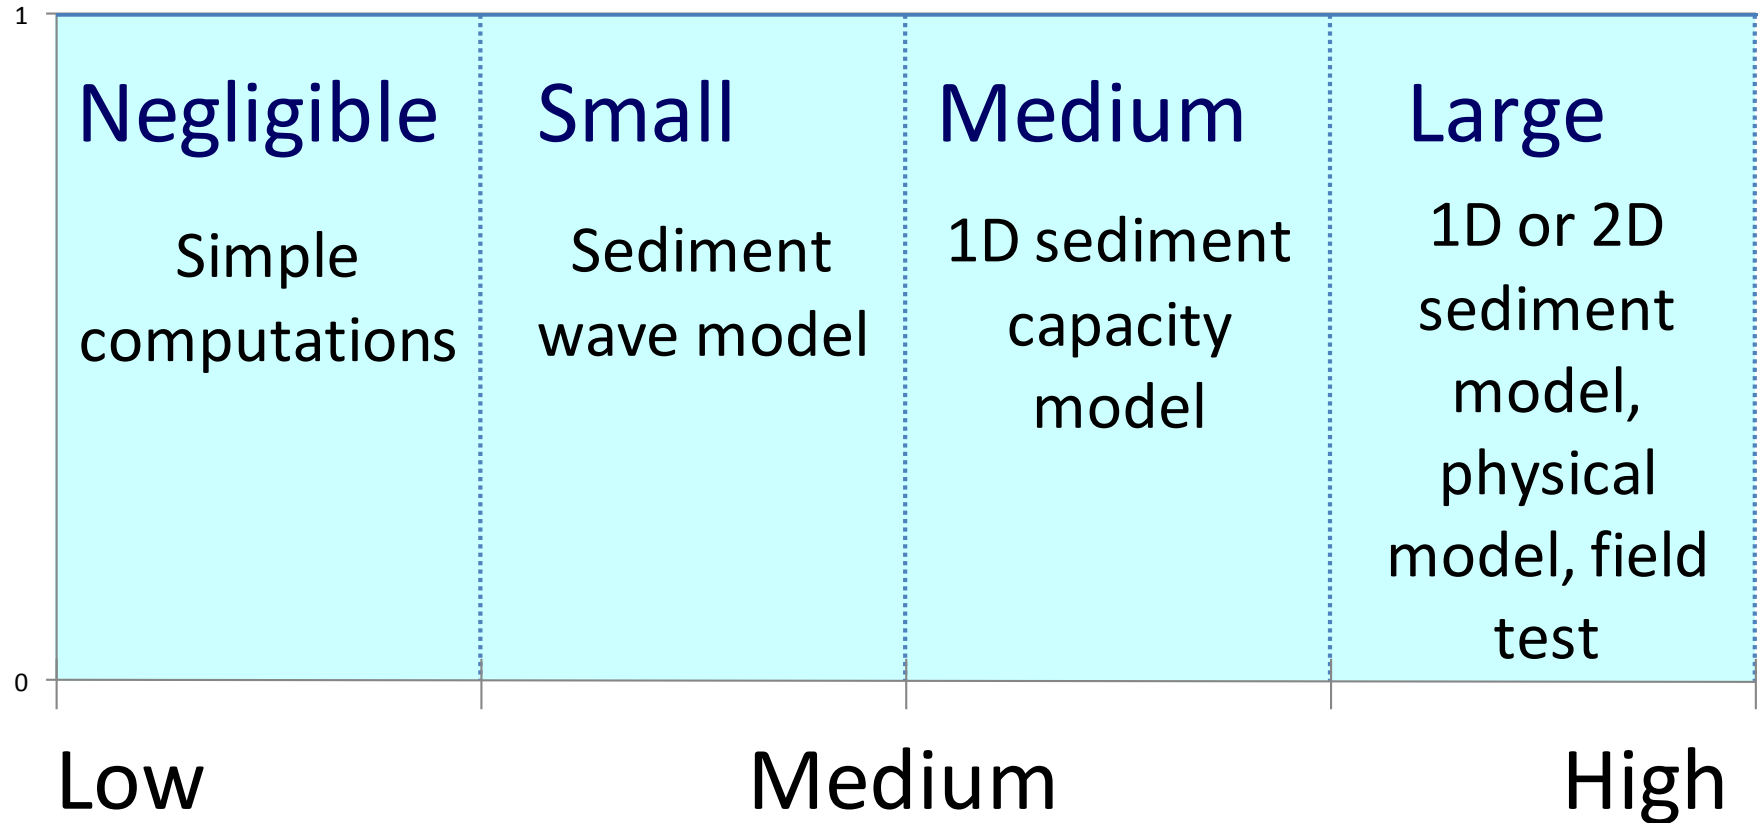 1
Negligible
Simple
computations
Small
Sediment
wave model
Medium
1D sediment
capacity
model
Large
1D or 2D
sediment
model,
physical
model, field
test
0
Low
Medium
High